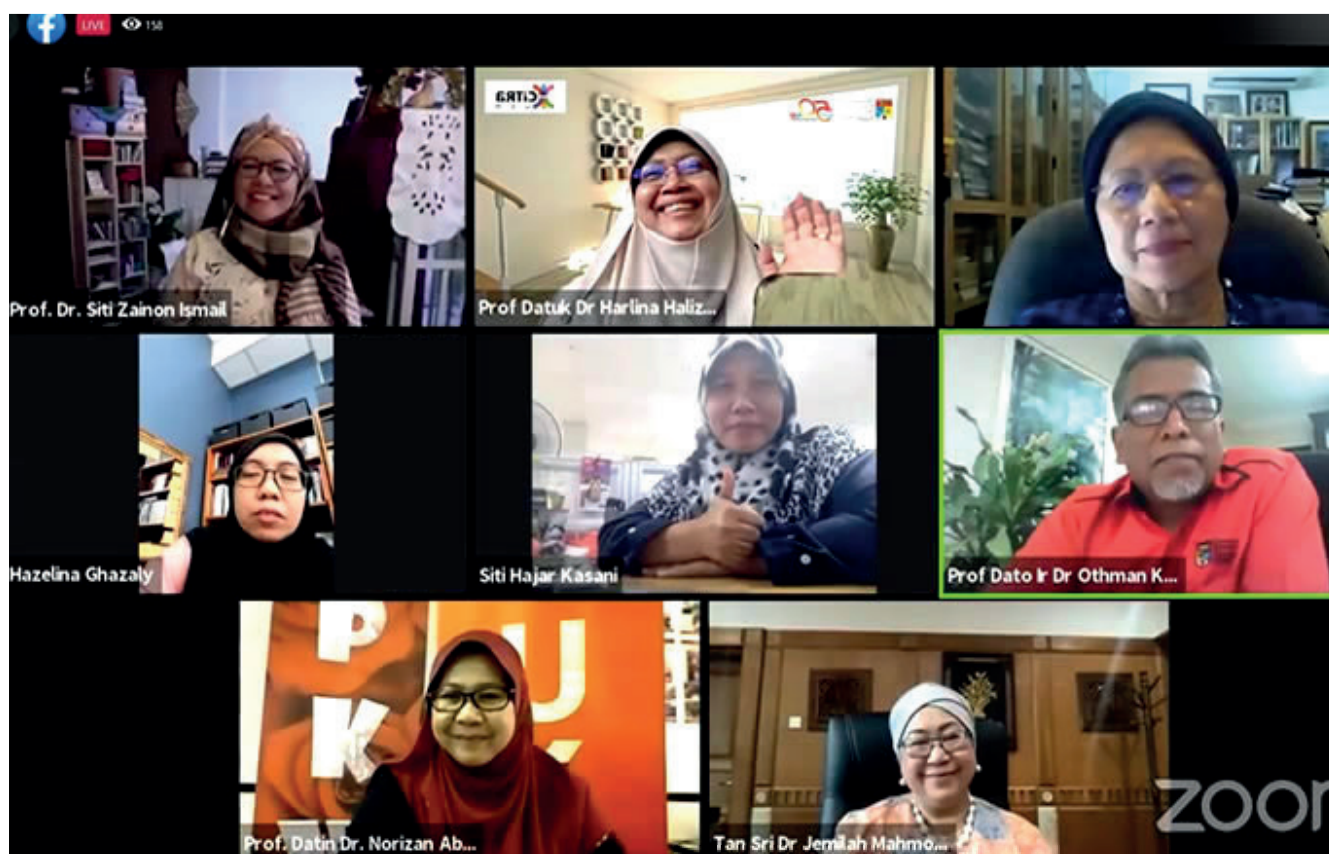 LIVE
158
CiTRA
Prof. Dr. Siti Zainon Ismail
Prof Datuk Dr Harlina Haliz...
Hazelina Ghazaly
Siti Hajar Kasani
Prof Dato Ir Dr Othman K...
P
K
U
Prof. Datin Dr. Norizan Ab...
Tan Sri Dr Jemilah Mahmo...
zoom